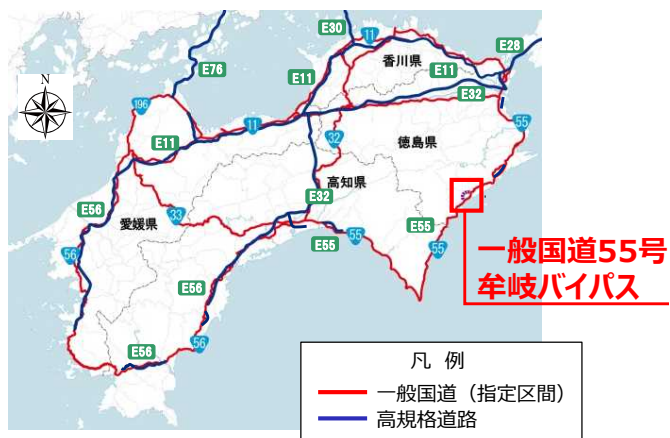 E30
11
E28
香川県
E76
E11
E11
N
E32
196
11
55
32
徳島県
E11
高知県
E32
E56
33
愛媛県
E55
E55
55
55
一般国道55号
牟岐バイパス
56
E56
56
E56
凡 例
一般国道（指定区間）
高規格道路